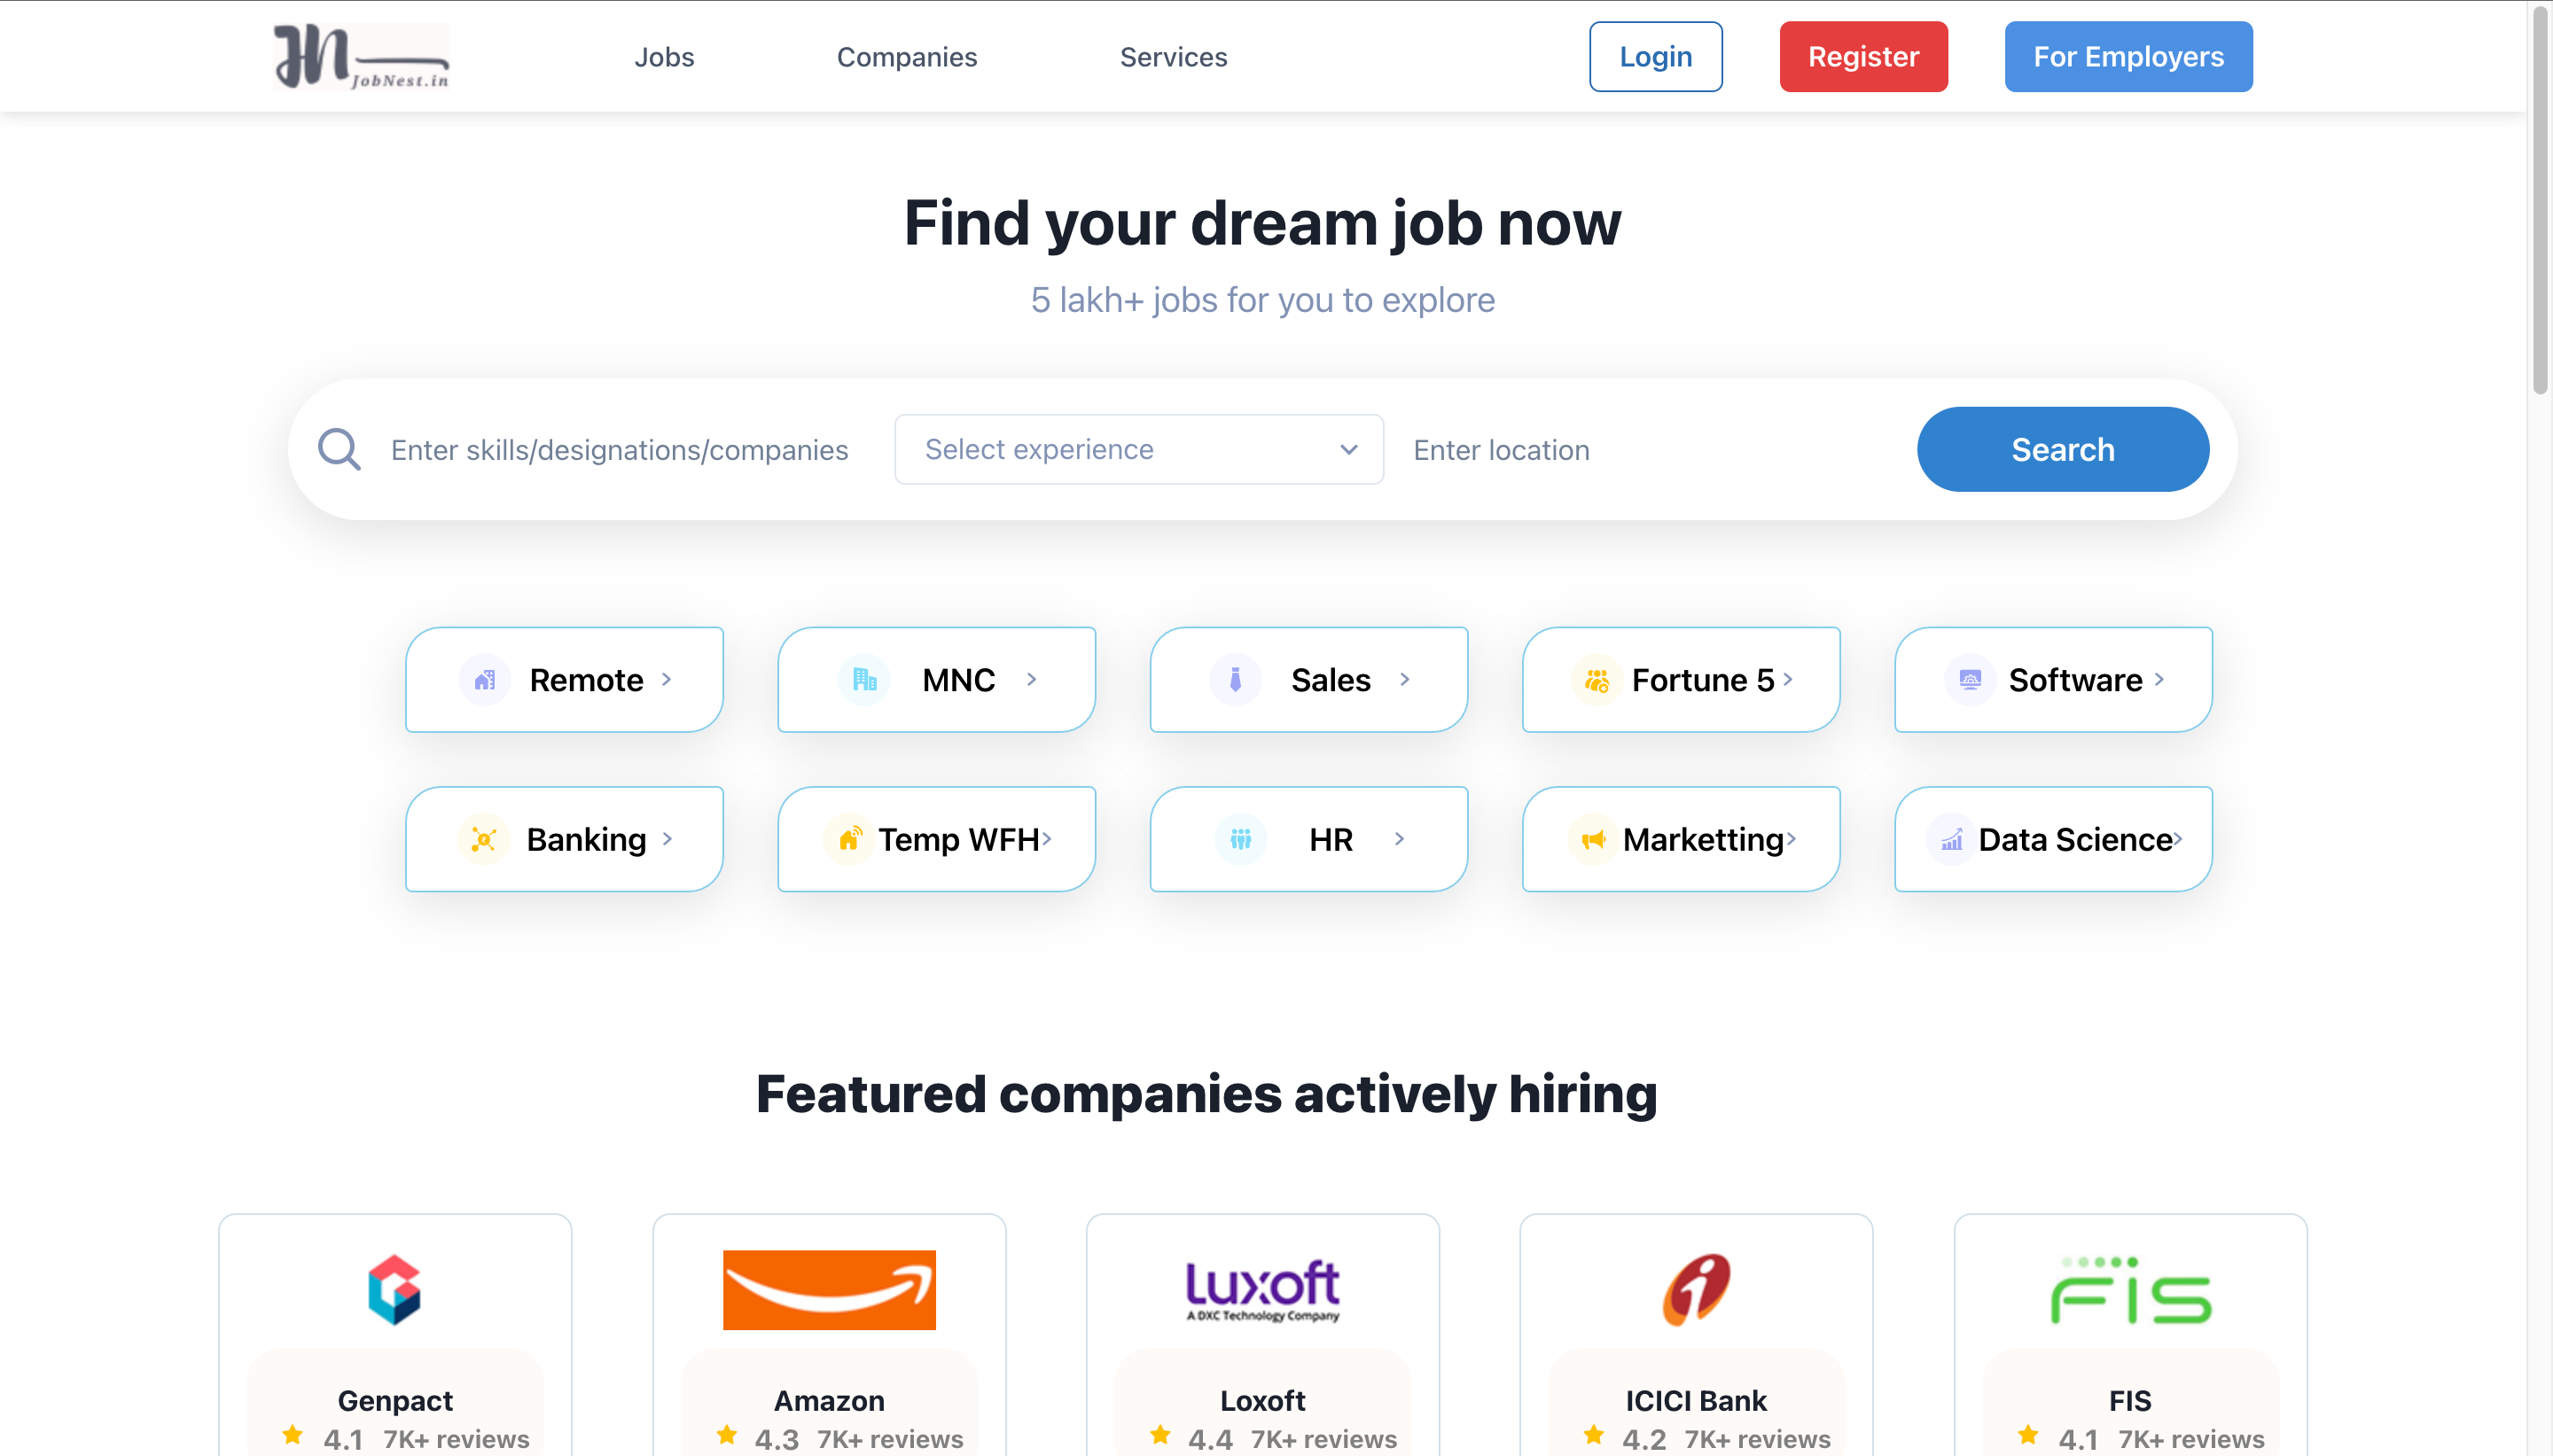 JN JobNest.in Jobs Companies Services Login Register For Employers
Find your dream job now
5 lakh+ jobs for you to explore
Enter skills/designations/companies Select experience Enter location Search
Remote MNC Sales Fortune 5 Software
Banking Temp WFH HR Marketting Data Science
Featured companies actively hiring
Luxoft
A DXC Technology Company
FIS
Genpact Amazon Loxoft ICICI Bank FIS
4.1 7K+ reviews 4.3 7K+ reviews 4.4 7K+ reviews 4.2 7K+ reviews 4.1 7K+ reviews